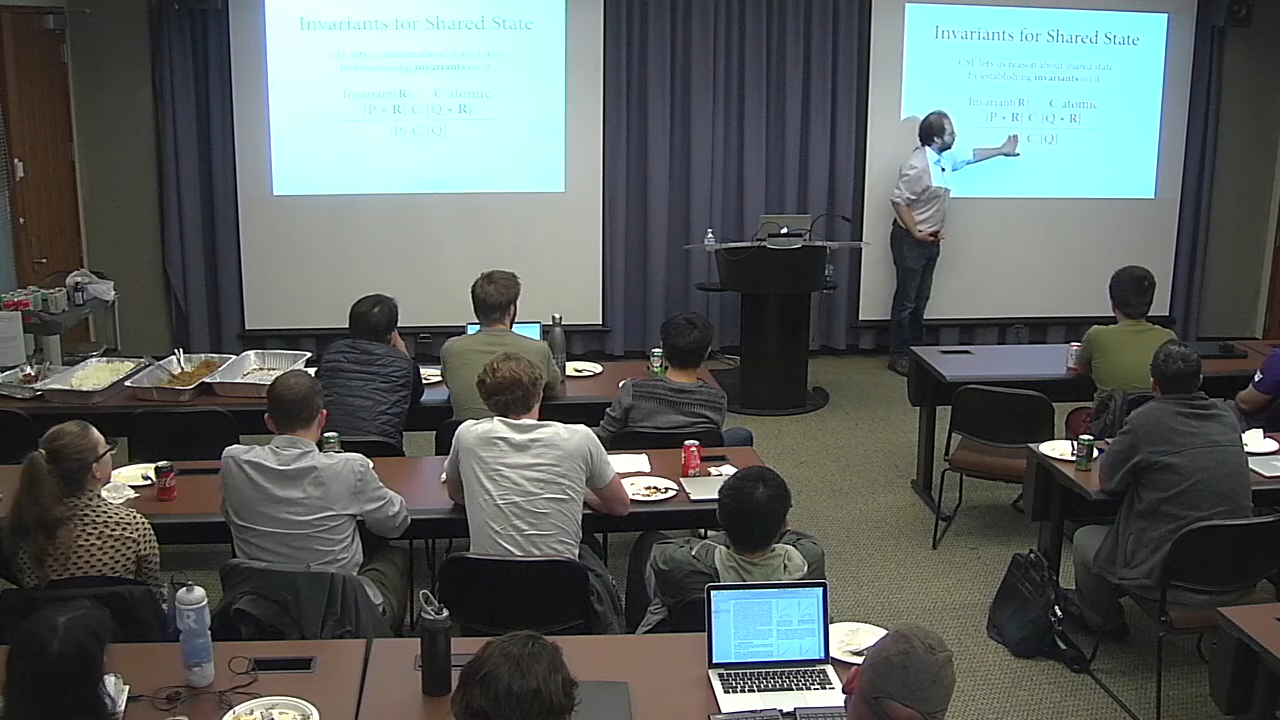 Invariants for Shared State
CSL lets us reason about shared state
by establishing invariants on it.
Invariant(R) C atomic
{P * R} C {Q * R}
{P} C {Q}
Invariants for Shared State
CSL lets us reason about shared state
by establishing invariants on it.
Invariant(R) C atomic
{P * R} C {Q * R}
C {Q}